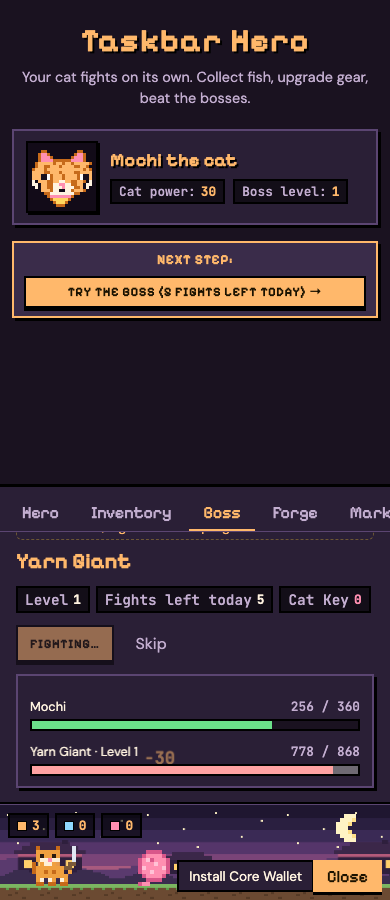 Taskbar Hero
Your cat fights on its own. Collect fish, upgrade gear,
beat the bosses.
Mochi the cat
Cat power: 30
Boss level: 1
NEXT STEP:
TRY THE BOSS (5 FIGHTS LEFT TODAY) →
Hero Inventory Boss Forge Mark
Yarn Giant
Level 1 Fights left today 5 Cat Key 0
FIGHTING… Skip
Mochi 256 / 360
Yarn Giant · Level 1 -30 778 / 868
3 0 0
Install Core Wallet Close